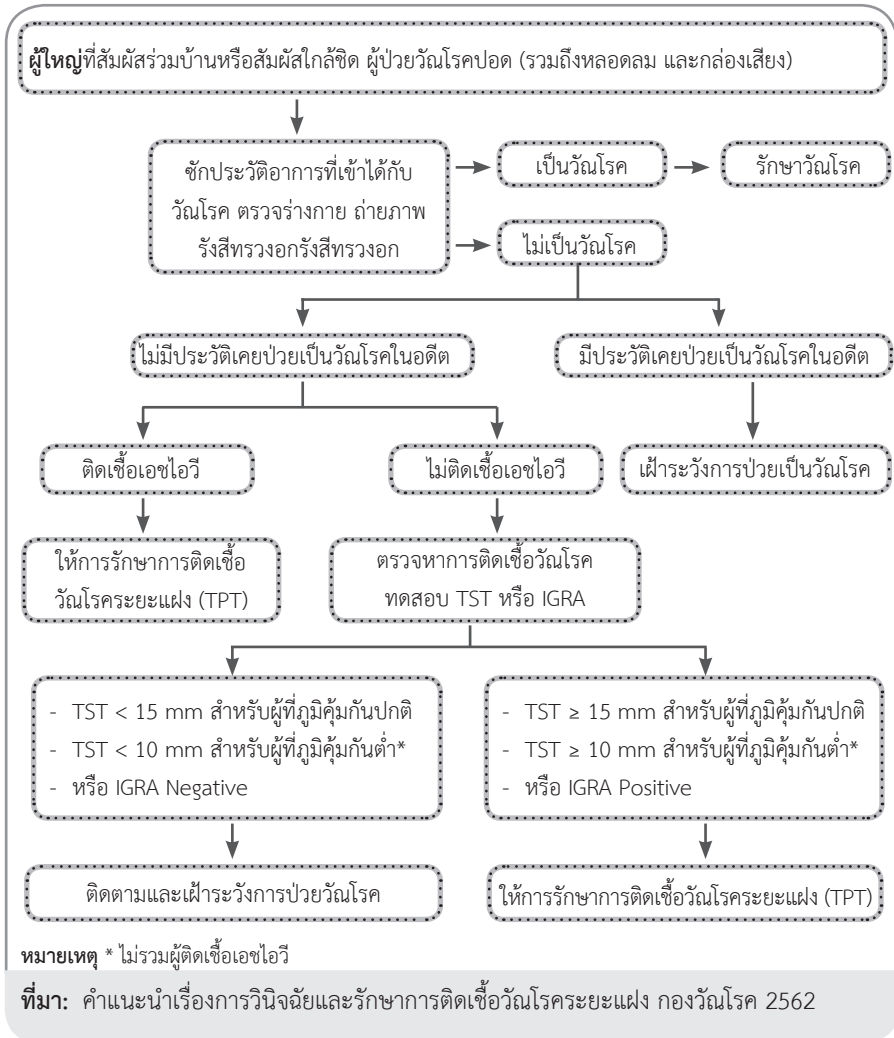 ผู้ใหญ่ที่สัมผัสร่วมบ้านหรือสัมผัสใกล้ชิด ผู้ป่วยวัณโรคปอด (รวมถึงหลอดลม และกล่องเสียง)
ซักประวัติอาการที่เข้าได้กับ
วัณโรค ตรวจร่างกาย ถ่ายภาพ
รังสีทรวงอกรังสีทรวงอก
เป็นวัณโรค
รักษาวัณโรค
ไม่เป็นวัณโรค
ไม่มีประวัติเคยป่วยเป็นวัณโรคในอดีต
มีประวัติเคยป่วยเป็นวัณโรคในอดีต
ติดเชื้อเอชไอวี
ไม่ติดเชื้อเอชไอวี
เฝ้าระวังการป่วยเป็นวัณโรค
ให้การรักษาการติดเชื้อ
วัณโรคระยะแฝง (TPT)
ตรวจหาการติดเชื้อวัณโรค
ทดสอบ TST หรือ IGRA
- TST < 15 mm สำหรับผู้ที่ภูมิคุ้มกันปกติ
- TST < 10 mm สำหรับผู้ที่ภูมิคุ้มกันต่ำ*
- หรือ IGRA Negative
- TST ≥ 15 mm สำหรับผู้ที่ภูมิคุ้มกันปกติ
- TST ≥ 10 mm สำหรับผู้ที่ภูมิคุ้มกันต่ำ*
- หรือ IGRA Positive
ติดตามและเฝ้าระวังการป่วยวัณโรค
ให้การรักษาการติดเชื้อวัณโรคระยะแฝง (TPT)
หมายเหตุ * ไม่รวมผู้ติดเชื้อเอชไอวี
ที่มา: คำแนะนำเรื่องการวินิจฉัยและรักษาการติดเชื้อวัณโรคระยะแฝง กองวัณโรค 2562